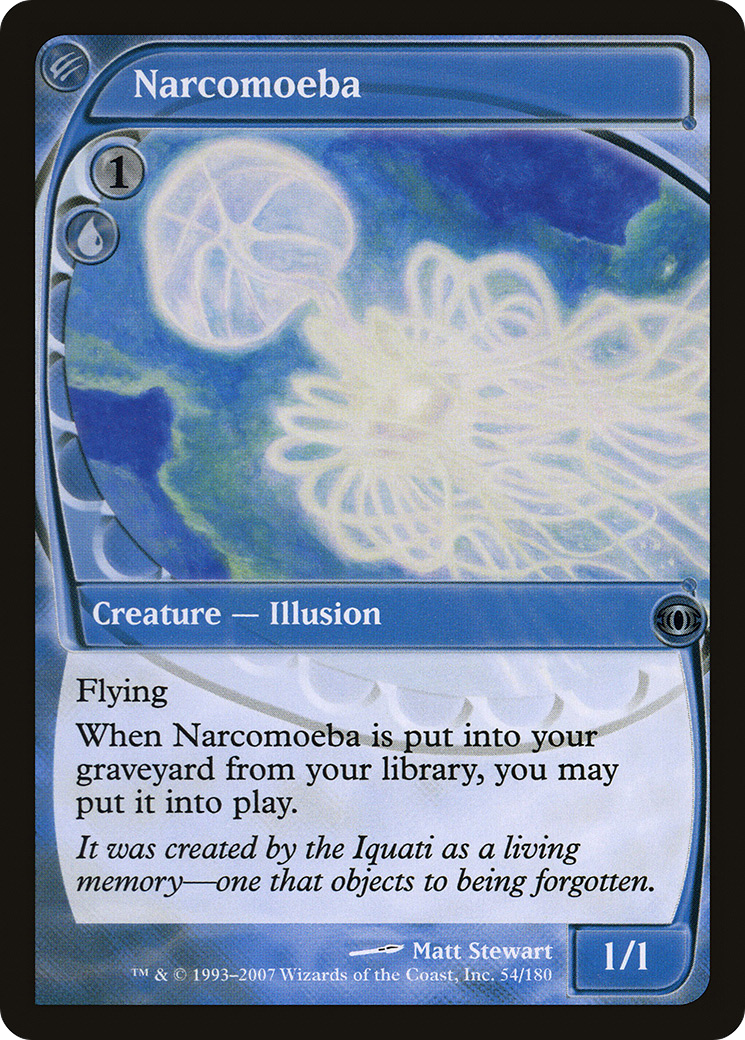 Narcomoeba
1
Creature — Illusion
Flying
When Narcomoeba is put into your
graveyard from your library, you may
put it into play.
It was created by the Iquati as a living
memory—one that objects to being forgotten.
Matt Stewart
™ & © 1993–2007 Wizards of the Coast, Inc. 54/180
1/1